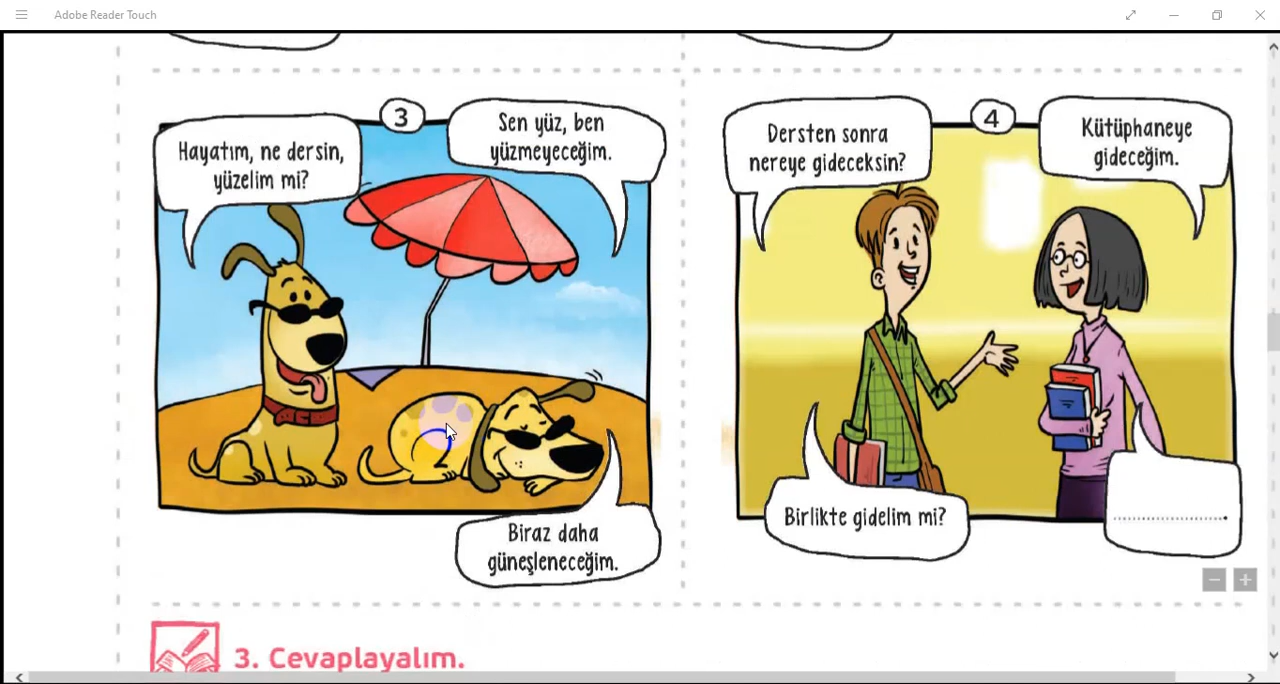 Adobe Reader Touch
3
Hayatım, ne dersin,
yüzelim mi?
Sen yüz, ben
yüzmeyeceğim.
Biraz daha
güneşleneceğim.
4
Dersten sonra
nereye gideceksin?
Kütüphaneye
gideceğim.
Birlikte gidelim mi?
.......................
3. Cevaplayalım.